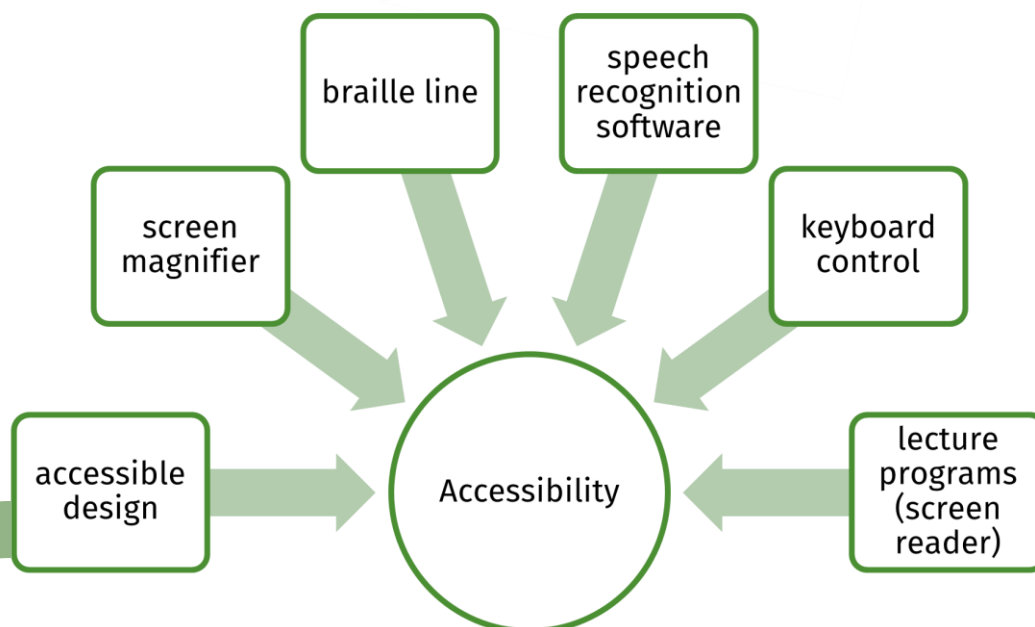 braille line
speech
recognition
software
screen
magnifier
keyboard
control
accessible
design
Accessibility
lecture
programs
(screen
reader)